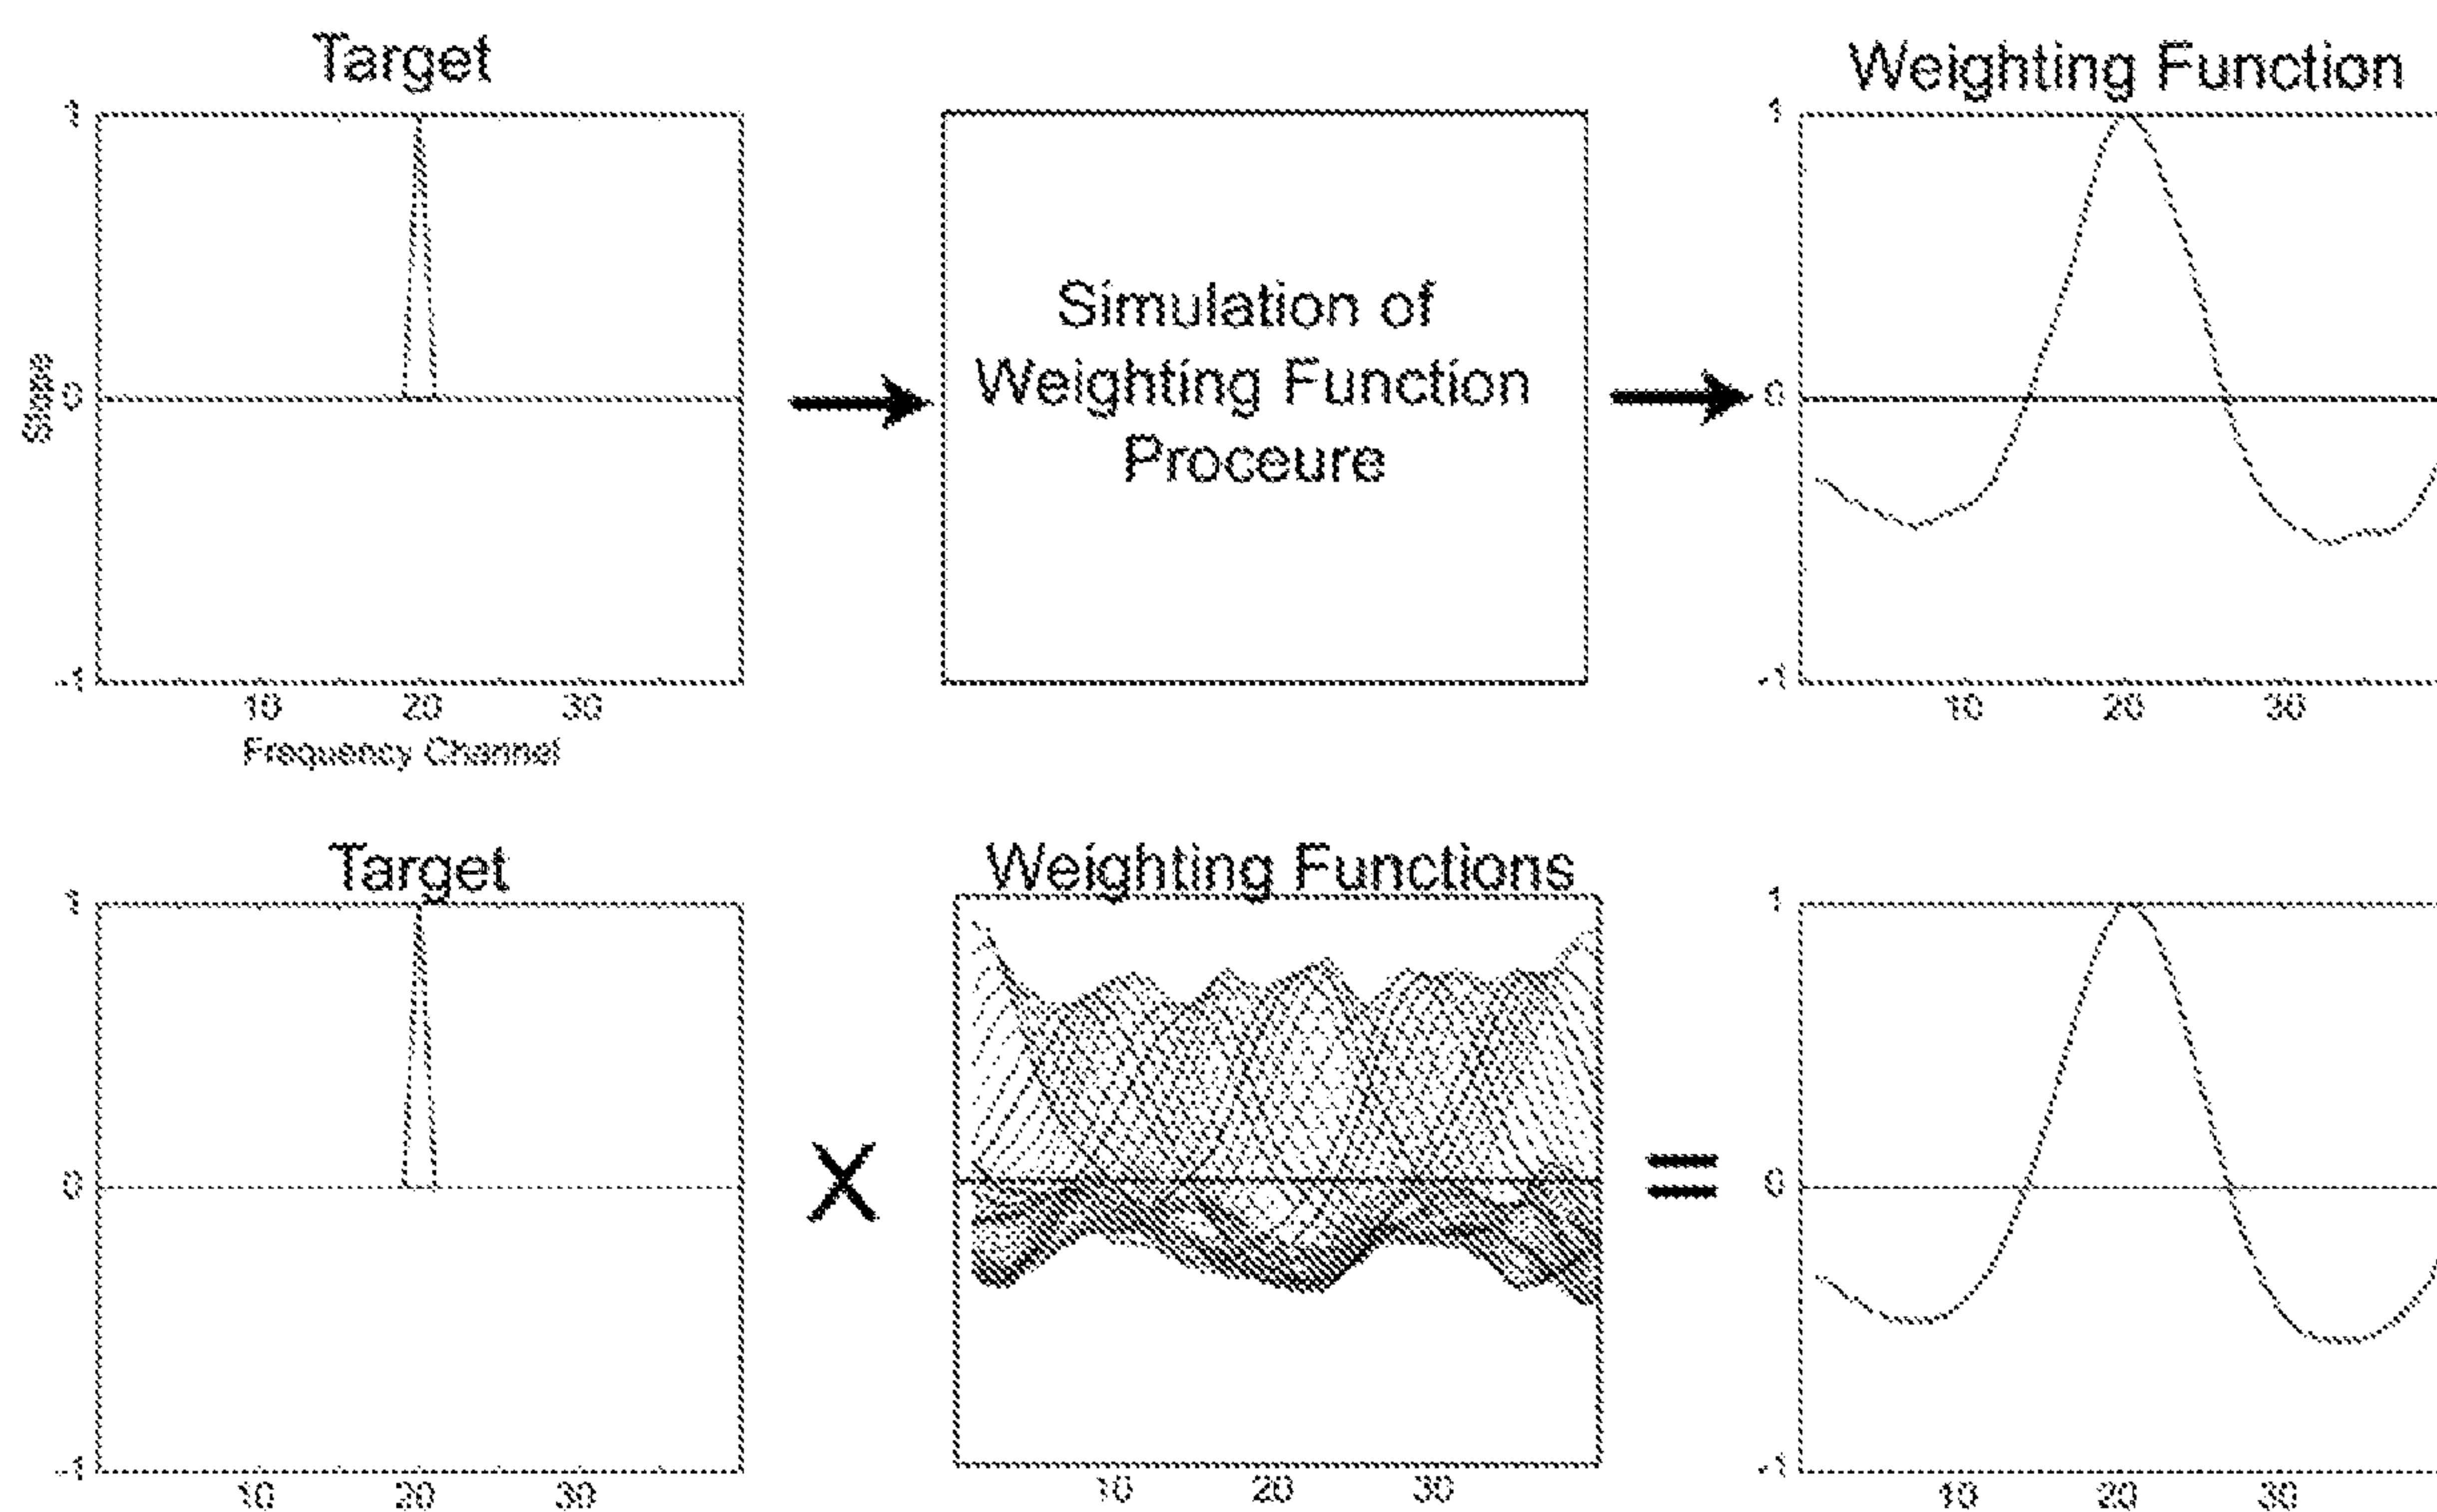 Target
Weighting Function
1
1
Simulation of
Weighting Function
Proceure
Slope
0
0
-1
-1
10 20 30
10 20 30
Frequency Channel
Target
Weighting Functions
1
1
0
X
=
0
-1
-1
10 20 30
10 20 30
10 20 30